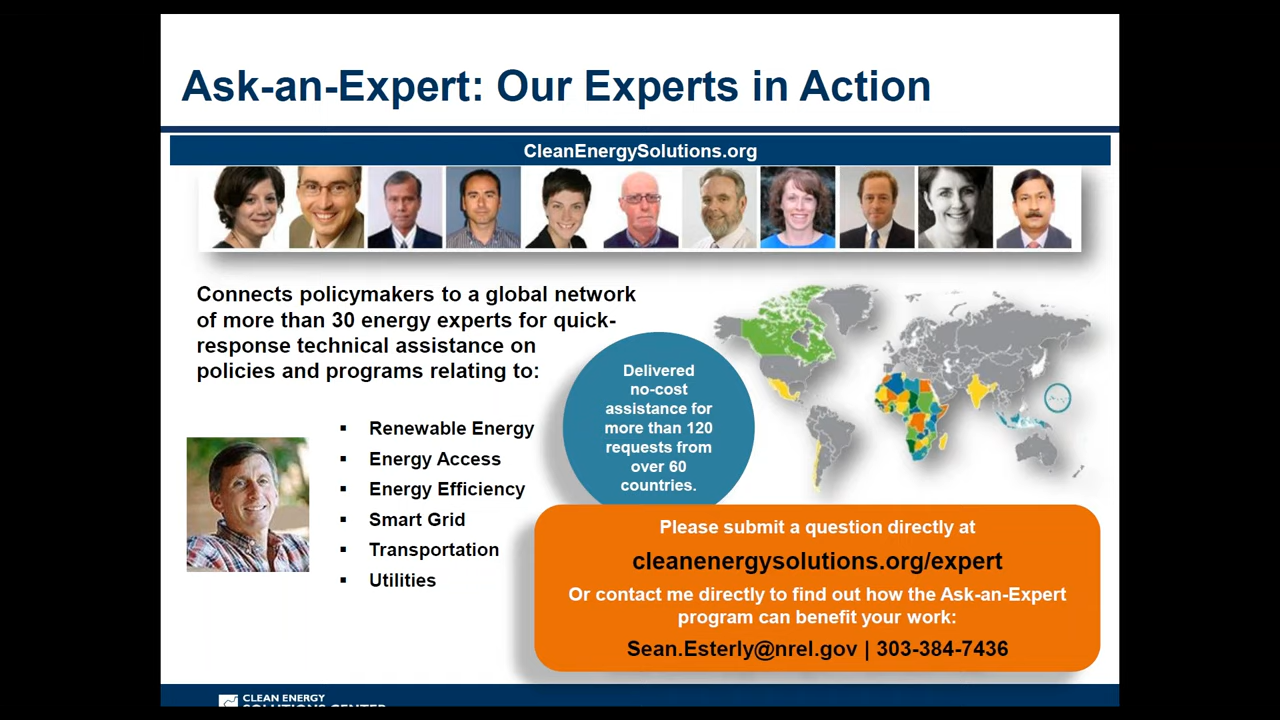 Ask-an-Expert: Our Experts in Action
CleanEnergySolutions.org
Connects policymakers to a global network
of more than 30 energy experts for quick-
response technical assistance on
policies and programs relating to:
▪ Renewable Energy
▪ Energy Access
▪ Energy Efficiency
▪ Smart Grid
▪ Transportation
▪ Utilities
Delivered
no-cost
assistance for
more than 120
requests from
over 60
countries.
Please submit a question directly at
cleanenergysolutions.org/expert
Or contact me directly to find out how the Ask-an-Expert
program can benefit your work:
Sean.Esterly@nrel.gov | 303-384-7436
CLEAN ENERGY
SOLUTIONS CENTER